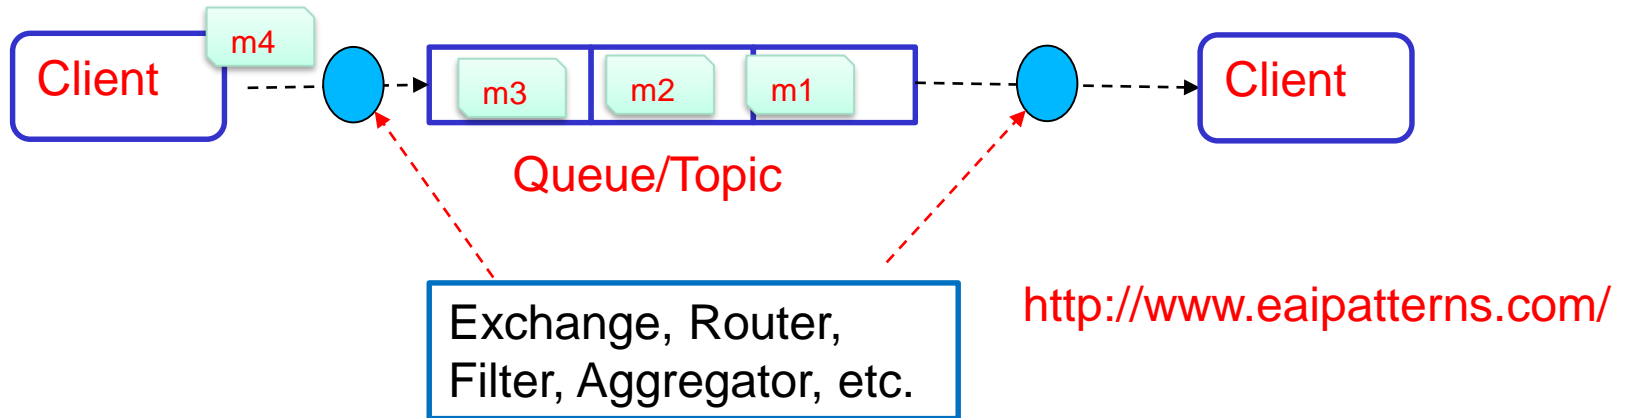 m4
Client
m3
m2
m1
Client
Queue/Topic
Exchange, Router,
Filter, Aggregator, etc.
http://www.eaipatterns.com/